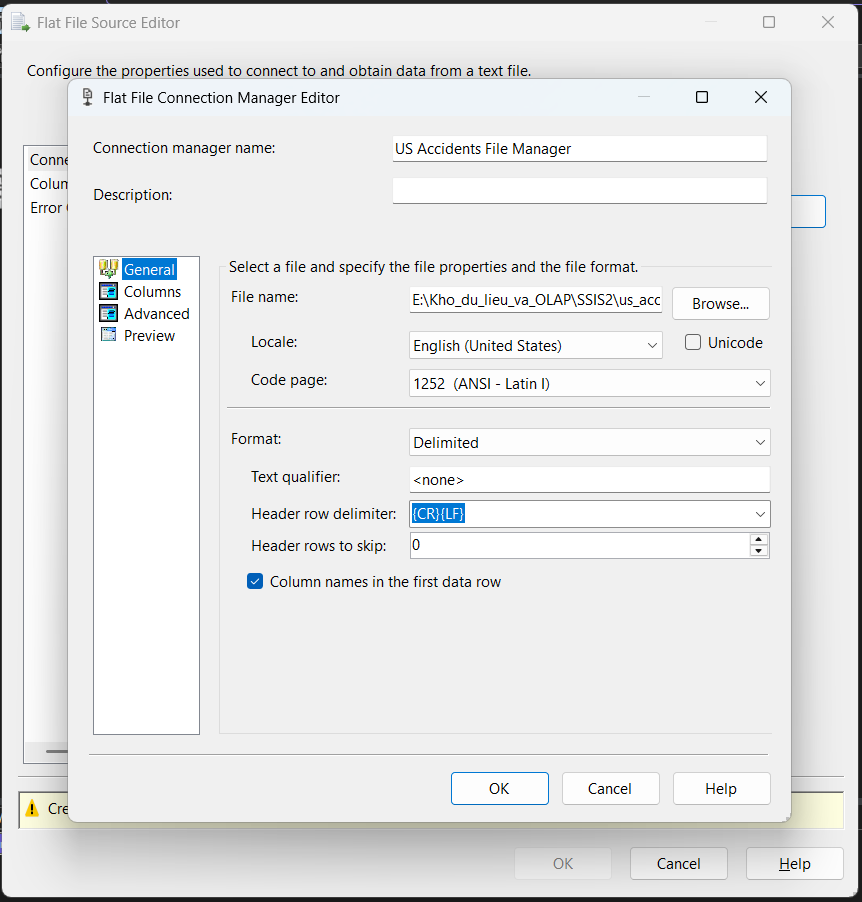 Flat File Source Editor
Configure the properties used to connect to and obtain data from a text file.
Flat File Connection Manager Editor
Conne
Colum
Error
Connection manager name:
US Accidents File Manager
Description:
General
Columns
Advanced
Preview
Select a file and specify the file properties and the file format.
File name:
E:\Kho_du_lieu_va_OLAP\SSIS2\us_acc
Browse...
Locale:
English (United States)
Unicode
Code page:
1252 (ANSI - Latin I)
Format:
Delimited
Text qualifier:
<none>
Header row delimiter:
{CR}{LF}
Header rows to skip:
0
Column names in the first data row
OK
Cancel
Help
Cre
OK
Cancel
Help